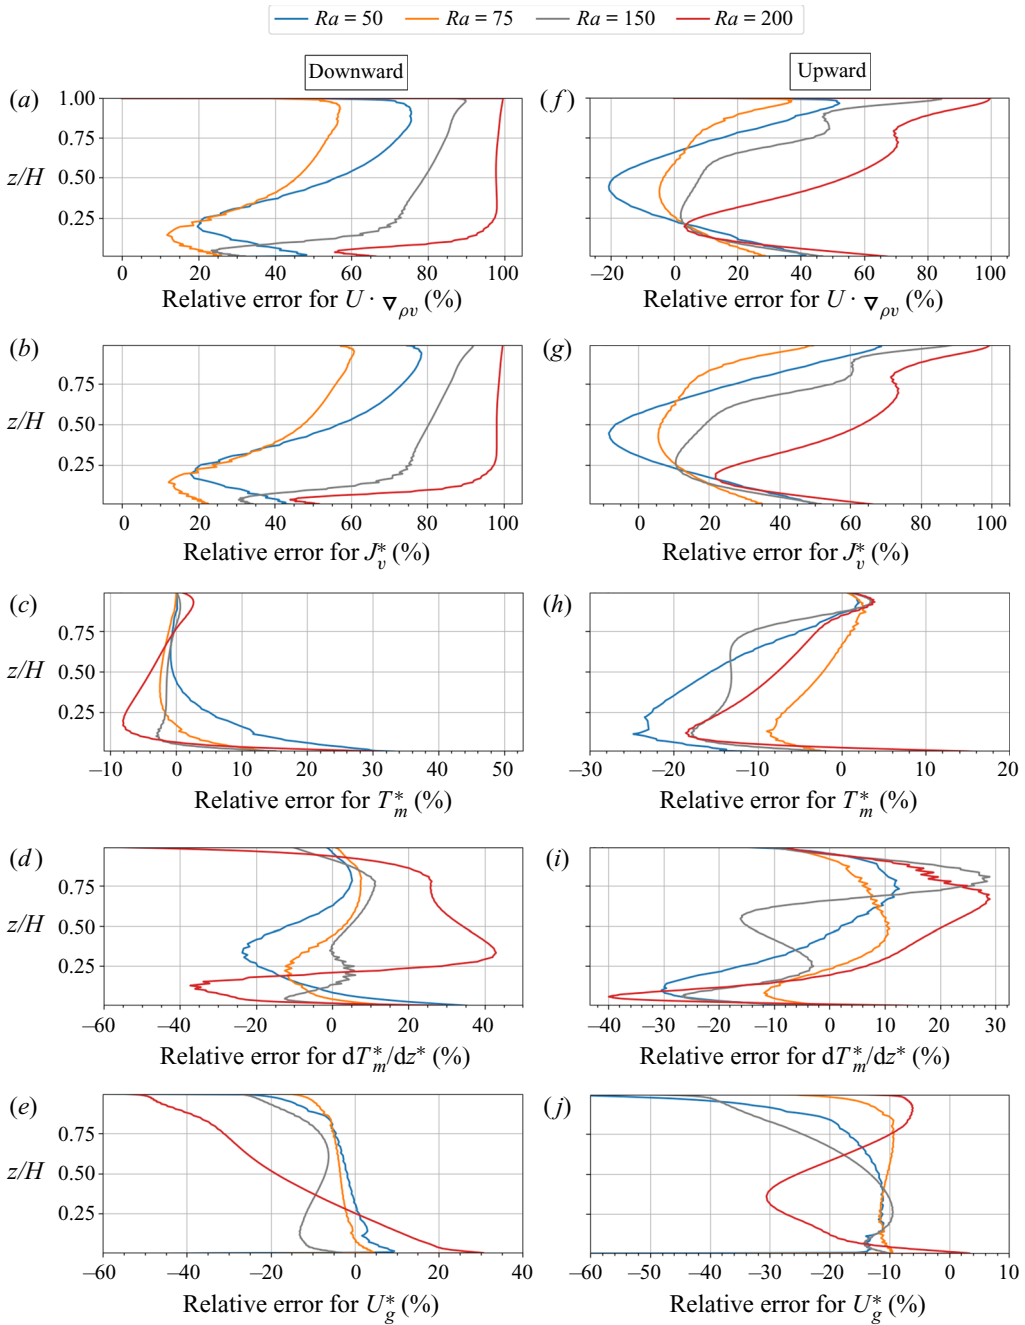 Ra = 50 Ra = 75 Ra = 150 Ra = 200
Downward Upward
(a) 1.00 0.75 0.50 0.25 z/H
0 20 40 60 80 100
Relative error for U · ∇ρv (%)
(f)
−20 0 20 40 60 80 100
Relative error for U · ∇ρv (%)
(b) 0.75 0.50 0.25 z/H
0 20 40 60 80 100
Relative error for J*v (%)
(g)
0 20 40 60 80 100
Relative error for J*v (%)
(c) 0.75 0.50 0.25 z/H
−10 0 10 20 30 40 50
Relative error for T*m (%)
(h)
−30 −20 −10 0 10 20
Relative error for T*m (%)
(d) 0.75 0.50 0.25 z/H
−60 −40 −20 0 20 40
Relative error for dT*m/dz* (%)
(i)
−40 −30 −20 −10 0 10 20 30
Relative error for dT*m/dz* (%)
(e) 0.75 0.50 0.25 z/H
−60 −40 −20 0 20 40
Relative error for U*g (%)
(j)
−60 −50 −40 −30 −20 −10 0 10
Relative error for U*g (%)